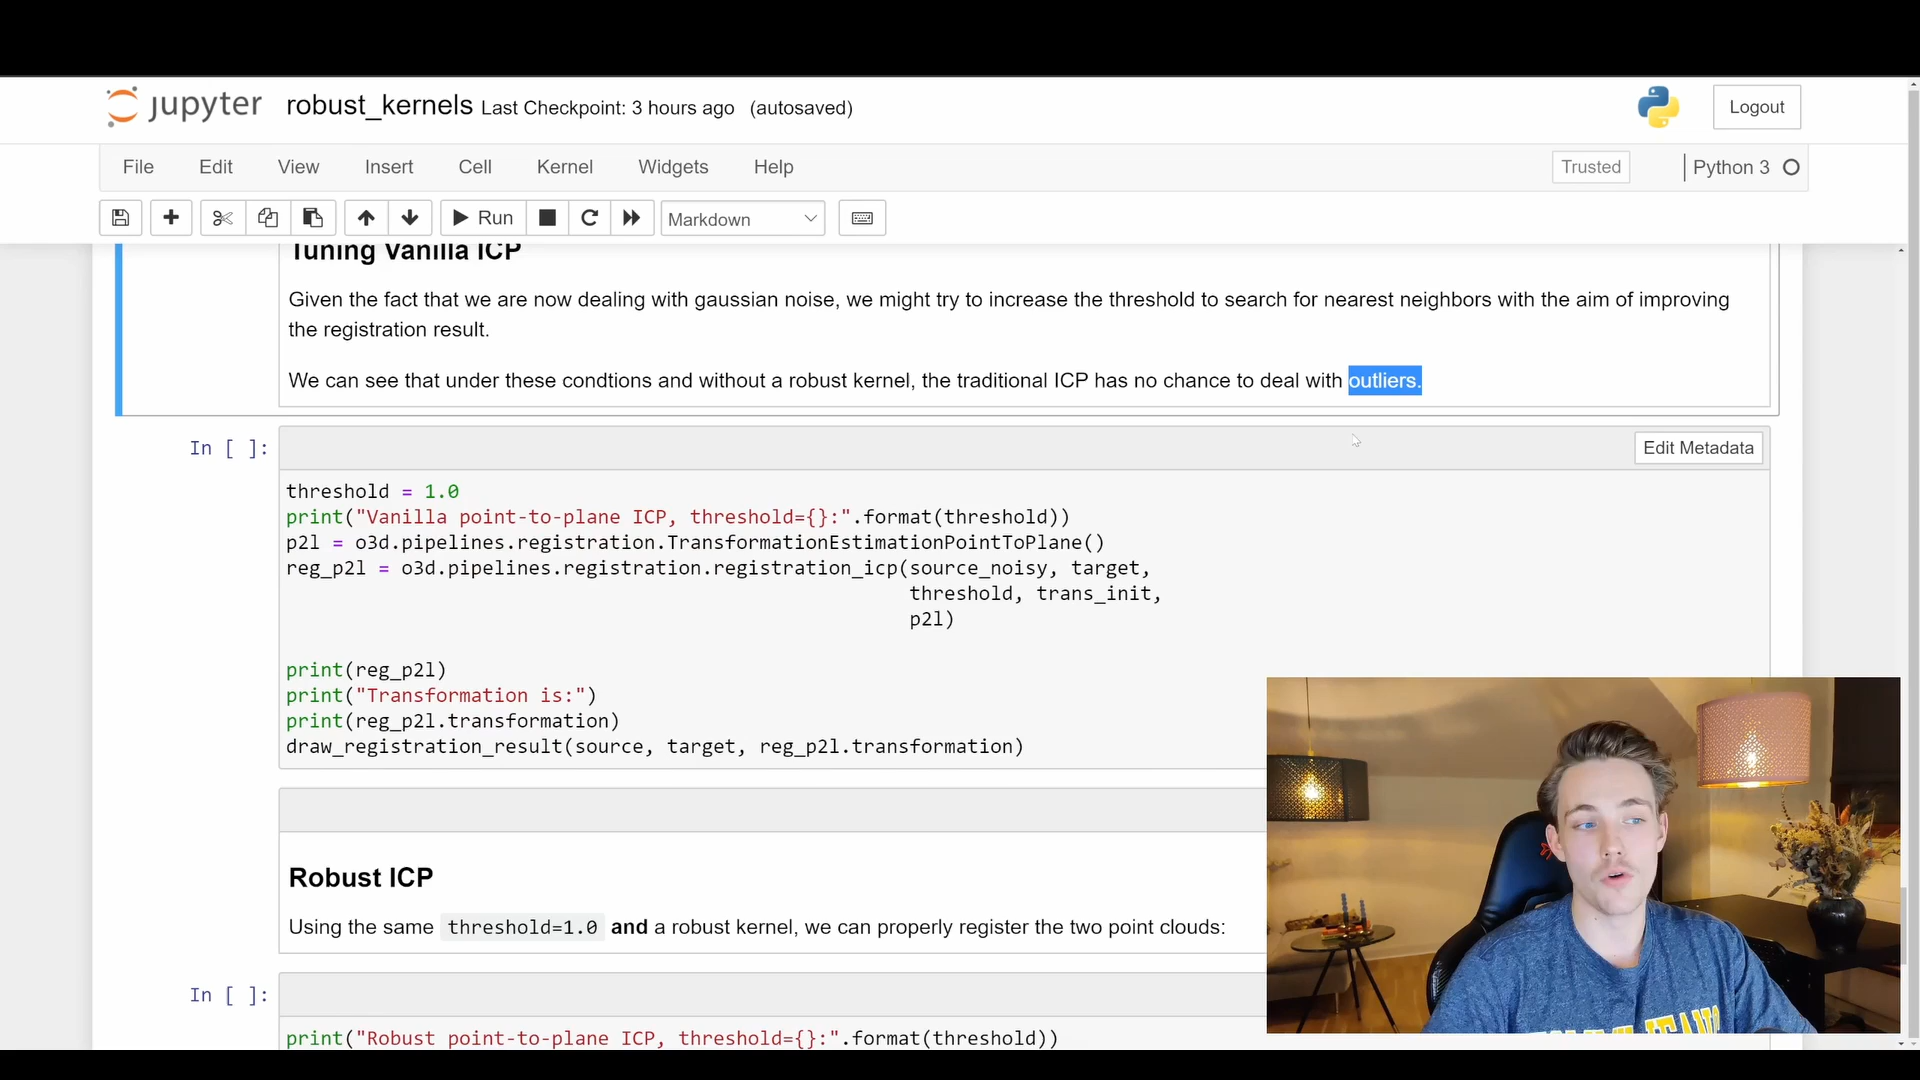 jupyter robust_kernels Last Checkpoint: 3 hours ago (autosaved)
Logout
File Edit View Insert Cell Kernel Widgets Help
Trusted
Python 3
Run
Markdown
Tuning Vanilla ICP
Given the fact that we are now dealing with gaussian noise, we might try to increase the threshold to search for nearest neighbors with the aim of improving
the registration result.
We can see that under these condtions and without a robust kernel, the traditional ICP has no chance to deal with outliers.
In [ ]:
Edit Metadata
threshold = 1.0
print("Vanilla point-to-plane ICP, threshold={}:".format(threshold))
p2l = o3d.pipelines.registration.TransformationEstimationPointToPlane()
reg_p2l = o3d.pipelines.registration.registration_icp(source_noisy, target,
threshold, trans_init,
p2l)
print(reg_p2l)
print("Transformation is:")
print(reg_p2l.transformation)
draw_registration_result(source, target, reg_p2l.transformation)
Robust ICP
Using the same threshold=1.0 and a robust kernel, we can properly register the two point clouds:
In [ ]:
print("Robust point-to-plane ICP, threshold={}:".format(threshold))